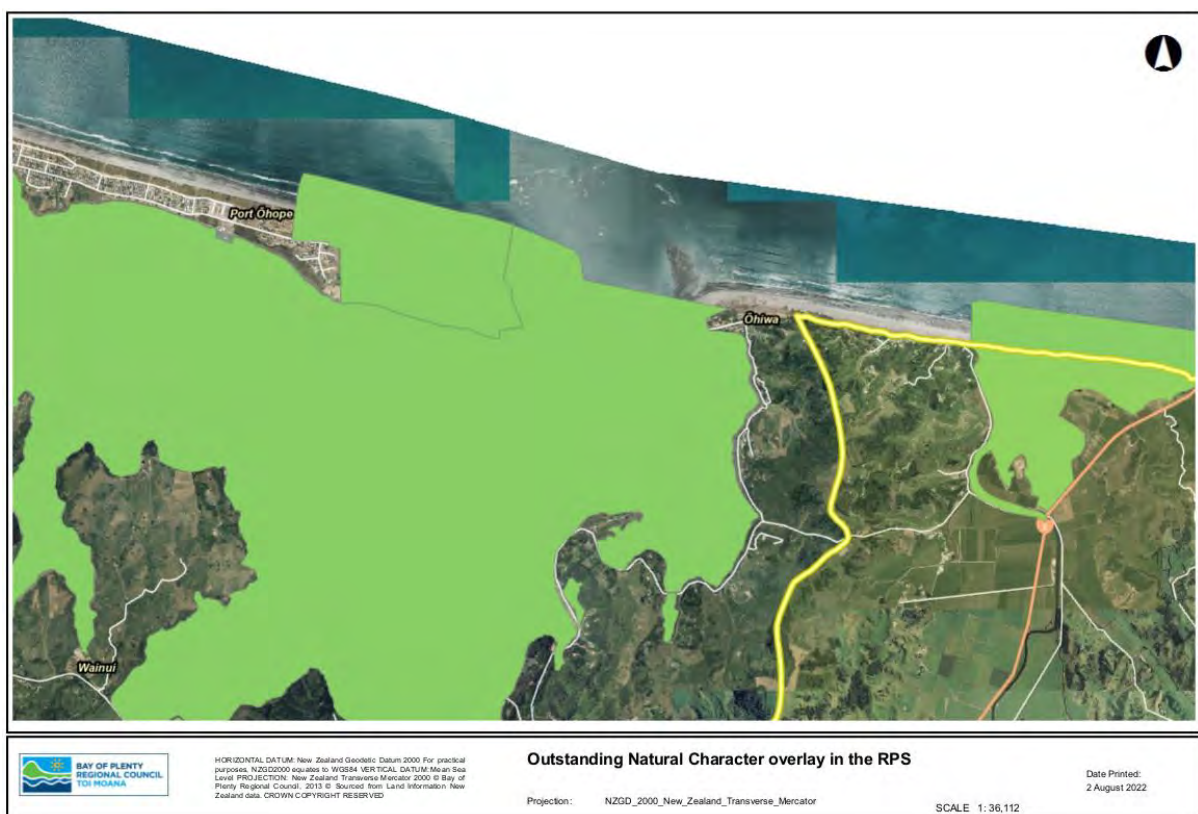 Port Ōhope
Ōhiwa
2
Wainui
BAY OF PLENTY
REGIONAL COUNCIL
TOI MOANA
HORIZONTAL DATUM: New Zealand Geodetic Datum 2000 For practical
purposes, NZGD2000 equates to WGS84 VERTICAL DATUM: Mean Sea
Level PROJECTION: New Zealand Transverse Mercator 2000 © Bay of
Plenty Regional Council, 2013 © Sourced from Land Information New
Zealand data. CROWN COPYRIGHT RESERVED
Outstanding Natural Character overlay in the RPS
Projection: NZGD_2000_New_Zealand_Transverse_Mercator
SCALE 1: 36,112
Date Printed:
2 August 2022